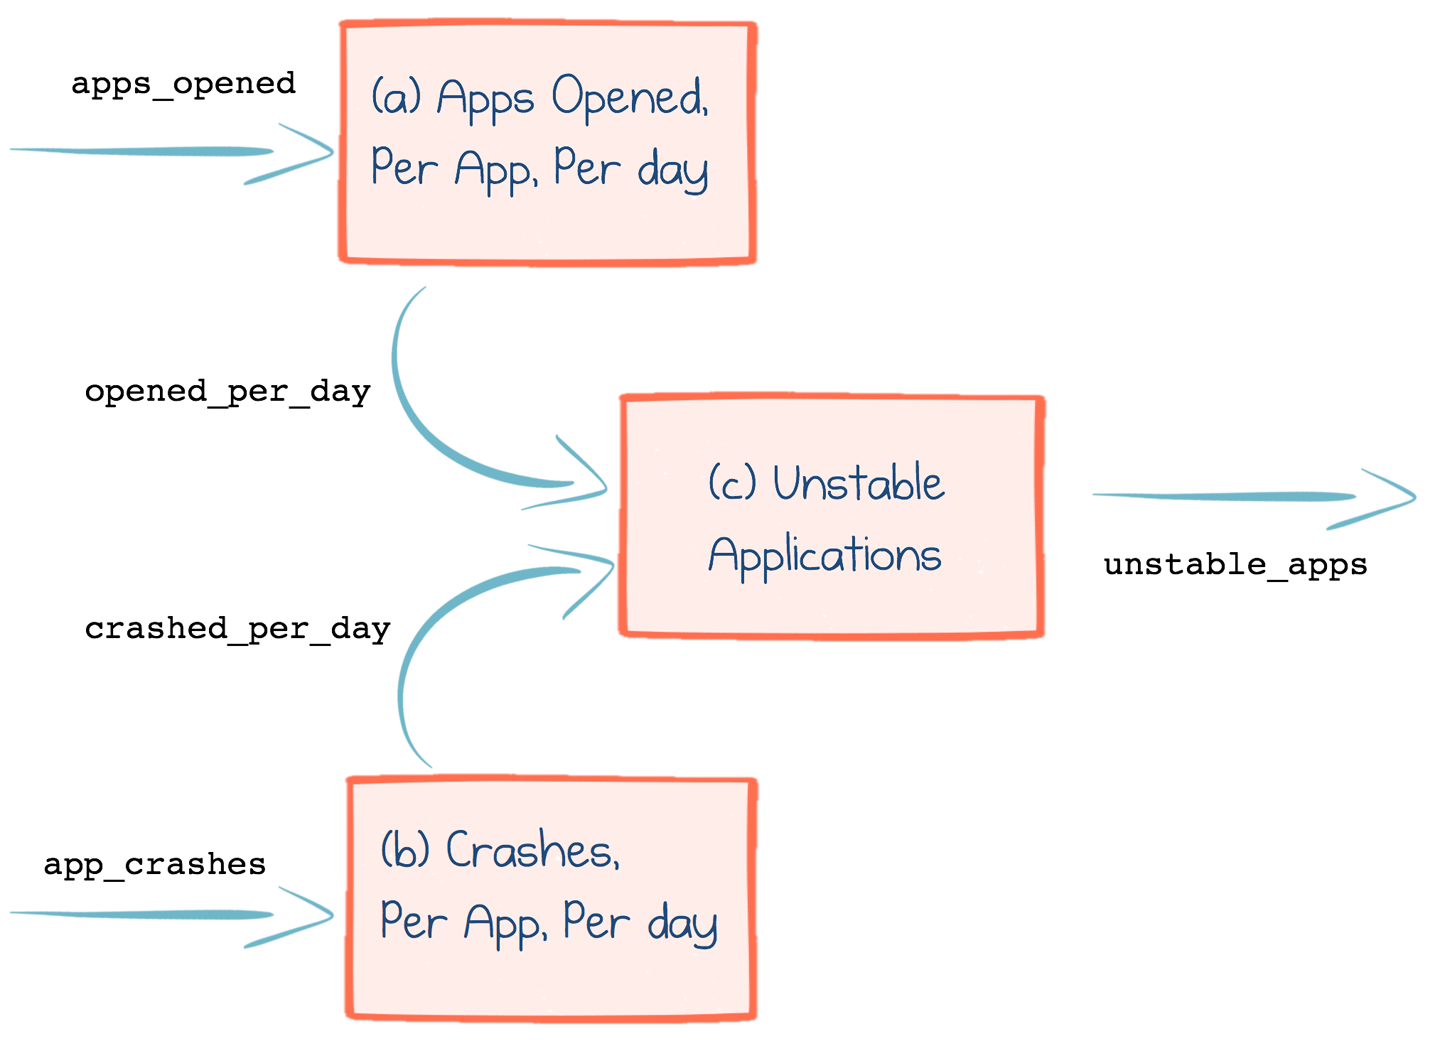 apps_opened
(a) Apps Opened,
Per App, Per day
opened_per_day
(c) Unstable
Applications
unstable_apps
crashed_per_day
app_crashes
(b) Crashes,
Per App, Per day